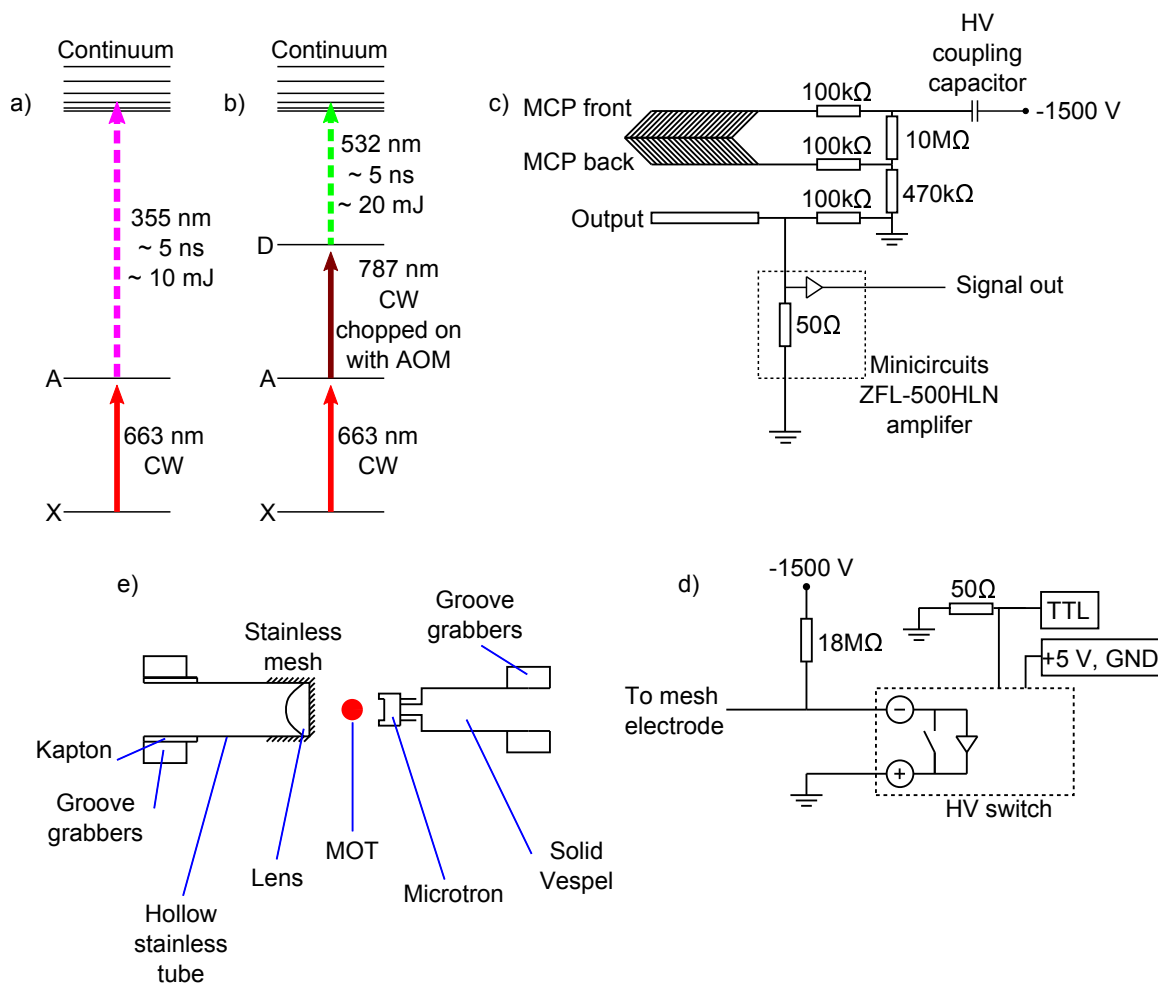 a)
Continuum
355 nm
~ 5 ns
~ 10 mJ
A
663 nm
CW
X
b)
Continuum
532 nm
~ 5 ns
~ 20 mJ
D
787 nm
CW
chopped on
with AOM
A
663 nm
CW
X
c)
HV
coupling
capacitor
MCP front
100kΩ
-1500 V
10MΩ
MCP back
100kΩ
470kΩ
Output
100kΩ
Signal out
50Ω
Minicircuits
ZFL-500HLN
amplifer
e)
Groove
grabbers
Stainless
mesh
Kapton
Groove
grabbers
MOT
Solid
Vespel
Lens
Microtron
Hollow
stainless
tube
d)
-1500 V
50Ω
TTL
18MΩ
+5 V, GND
To mesh
electrode
−
+
HV switch